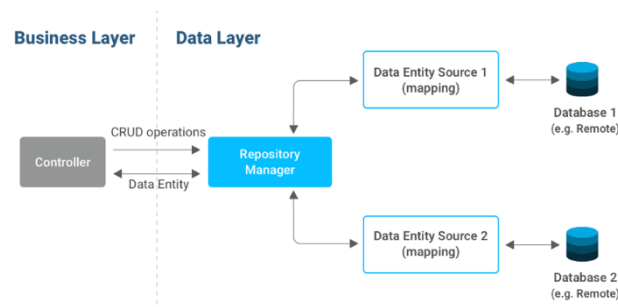 Business Layer
Data Layer
Data Entity Source 1
(mapping)
Database 1
(e.g. Remote)
CRUD operations
Controller
Repository
Manager
Data Entity
Data Entity Source 2
(mapping)
Database 2
(e.g. Remote)